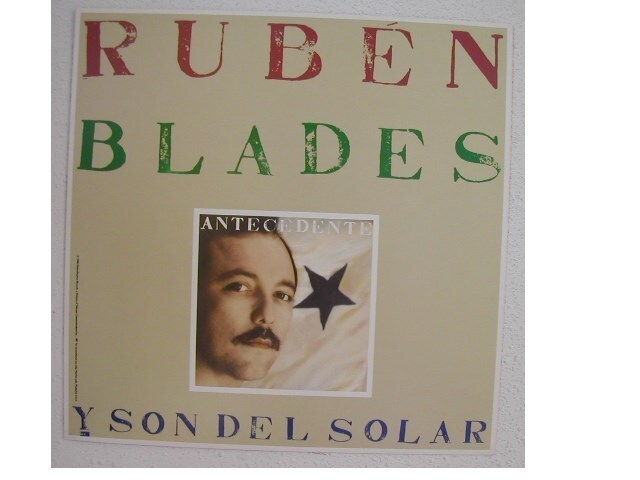 RUBÉN
BLADES
ANTECEDENTE
Y SON DEL SOLAR